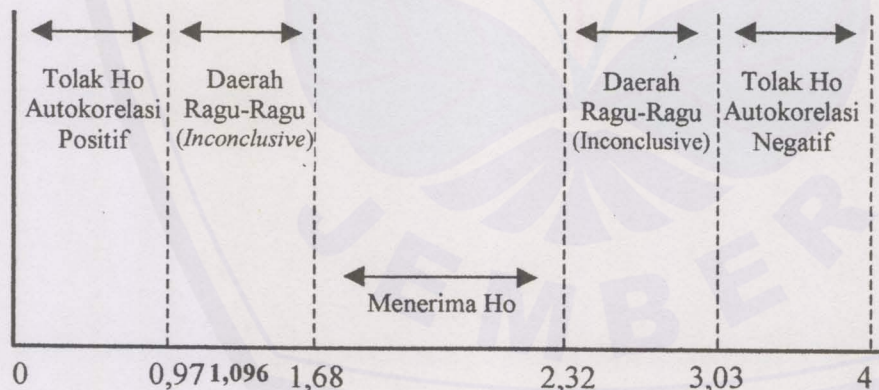 Tolak Ho
Autokorelasi
Positif
Daerah
Ragu-Ragu
(Inconclusive)
Menerima Ho
Daerah
Ragu-Ragu
(Inconclusive)
Tolak Ho
Autokorelasi
Negatif
0 0,97 1,096 1,68 2,32 3,03 4
JEMBER